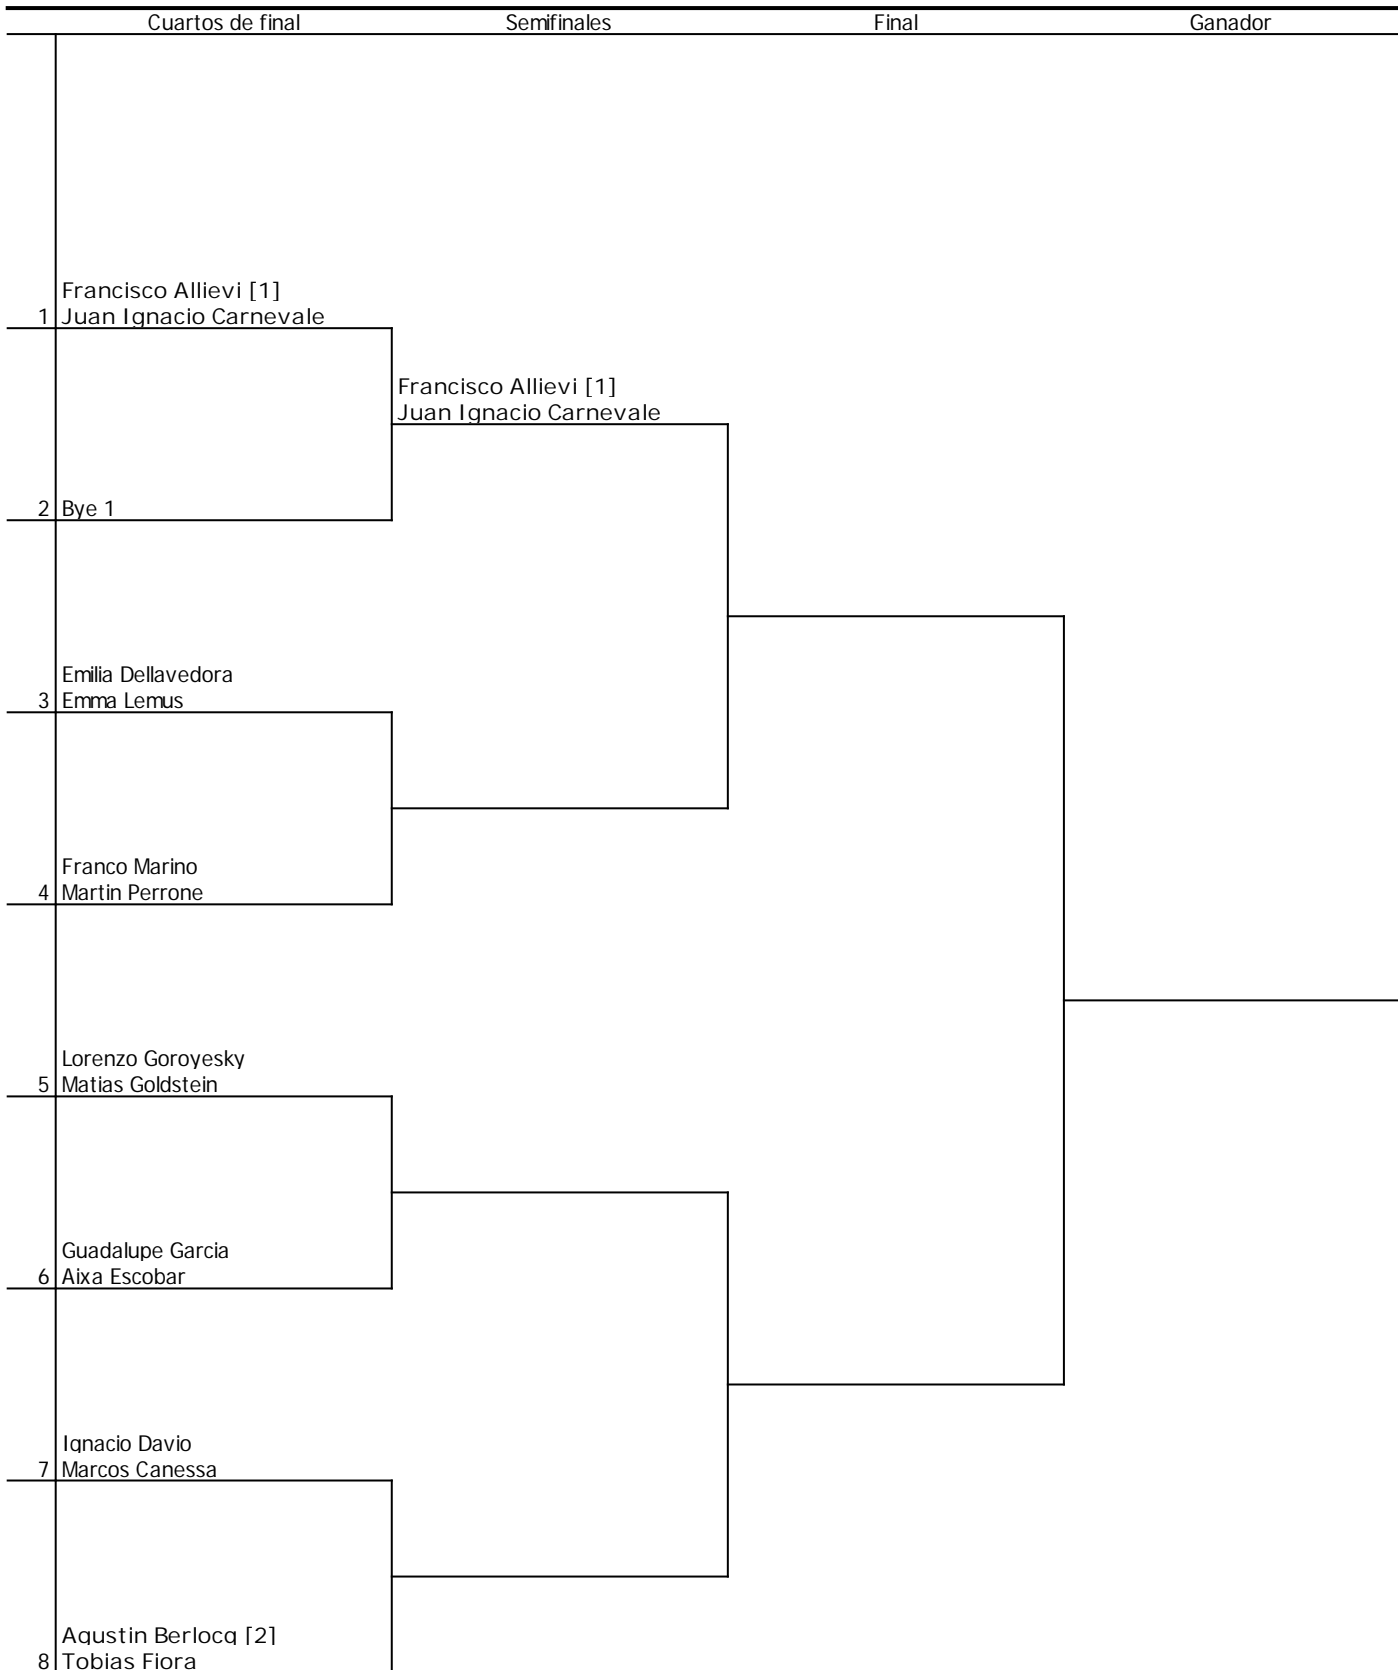 Cuartos de final Semifinales Final Ganador
Francisco Allievi [1]
1 Juan Ignacio Carnevale
Francisco Allievi [1]
Juan Ignacio Carnevale
2 Bye 1
Emilia Dellavedora
3 Emma Lemus
Franco Marino
4 Martin Perrone
Lorenzo Goroyesky
5 Matias Goldstein
Guadalupe Garcia
6 Aixa Escobar
Ignacio Davio
7 Marcos Canessa
Agustin Berlocq [2]
8 Tobias Fiora